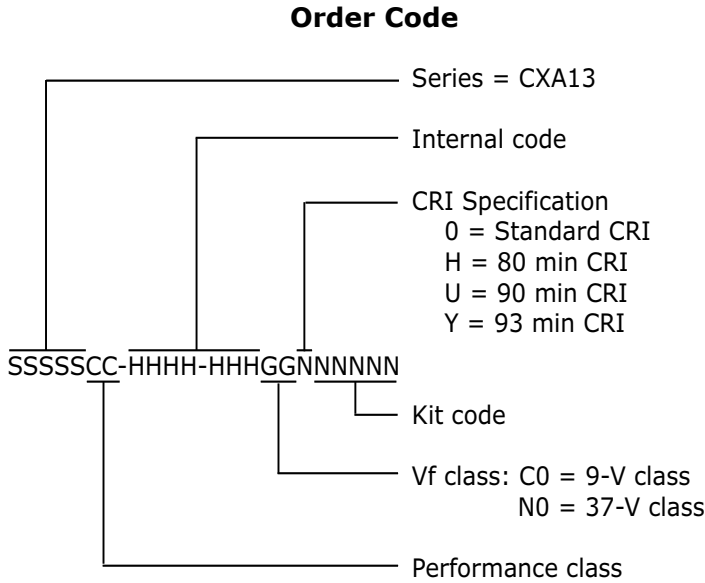 Order Code
Series = CXA13
Internal code
CRI Specification
0 = Standard CRI
H = 80 min CRI
U = 90 min CRI
Y = 93 min CRI
SSSSSCC-HHHH-HHHGGNNNNNN
Kit code
Vf class: C0 = 9-V class
N0 = 37-V class
Performance class